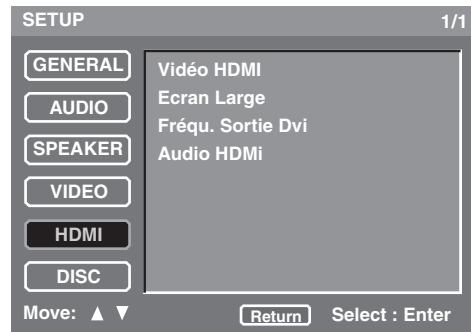 SETUP 1/1
GENERAL
AUDIO
SPEAKER
VIDEO
HDMI
DISC
Vidéo HDMI
Ecran Large
Fréqu. Sortie Dvi
Audio HDMi
Move: ▲ ▼ Return Select : Enter